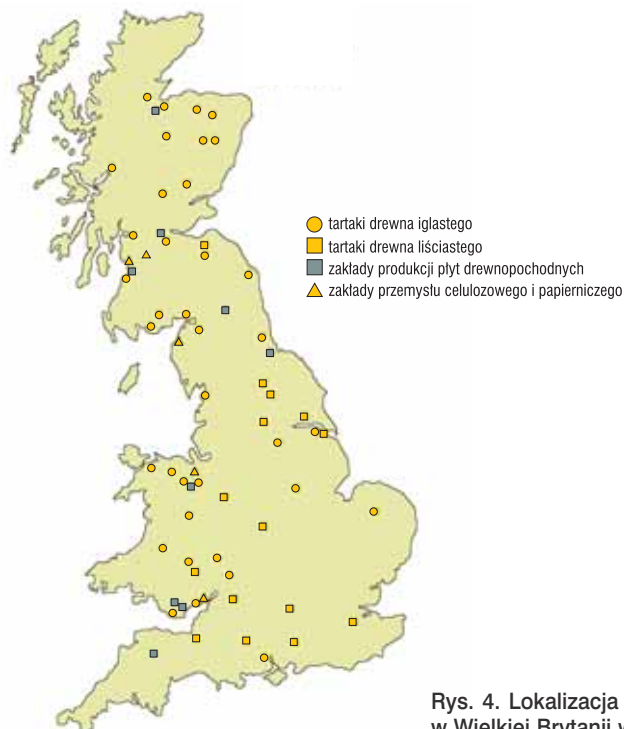 tartaki drewna iglastego
tartaki drewna liściastego
zakłady produkcji płyt drewnopochodnych
zakłady przemysłu celulozowego i papierniczego
Rys. 4. Lokalizacja
w Wielkiej Brytanii w